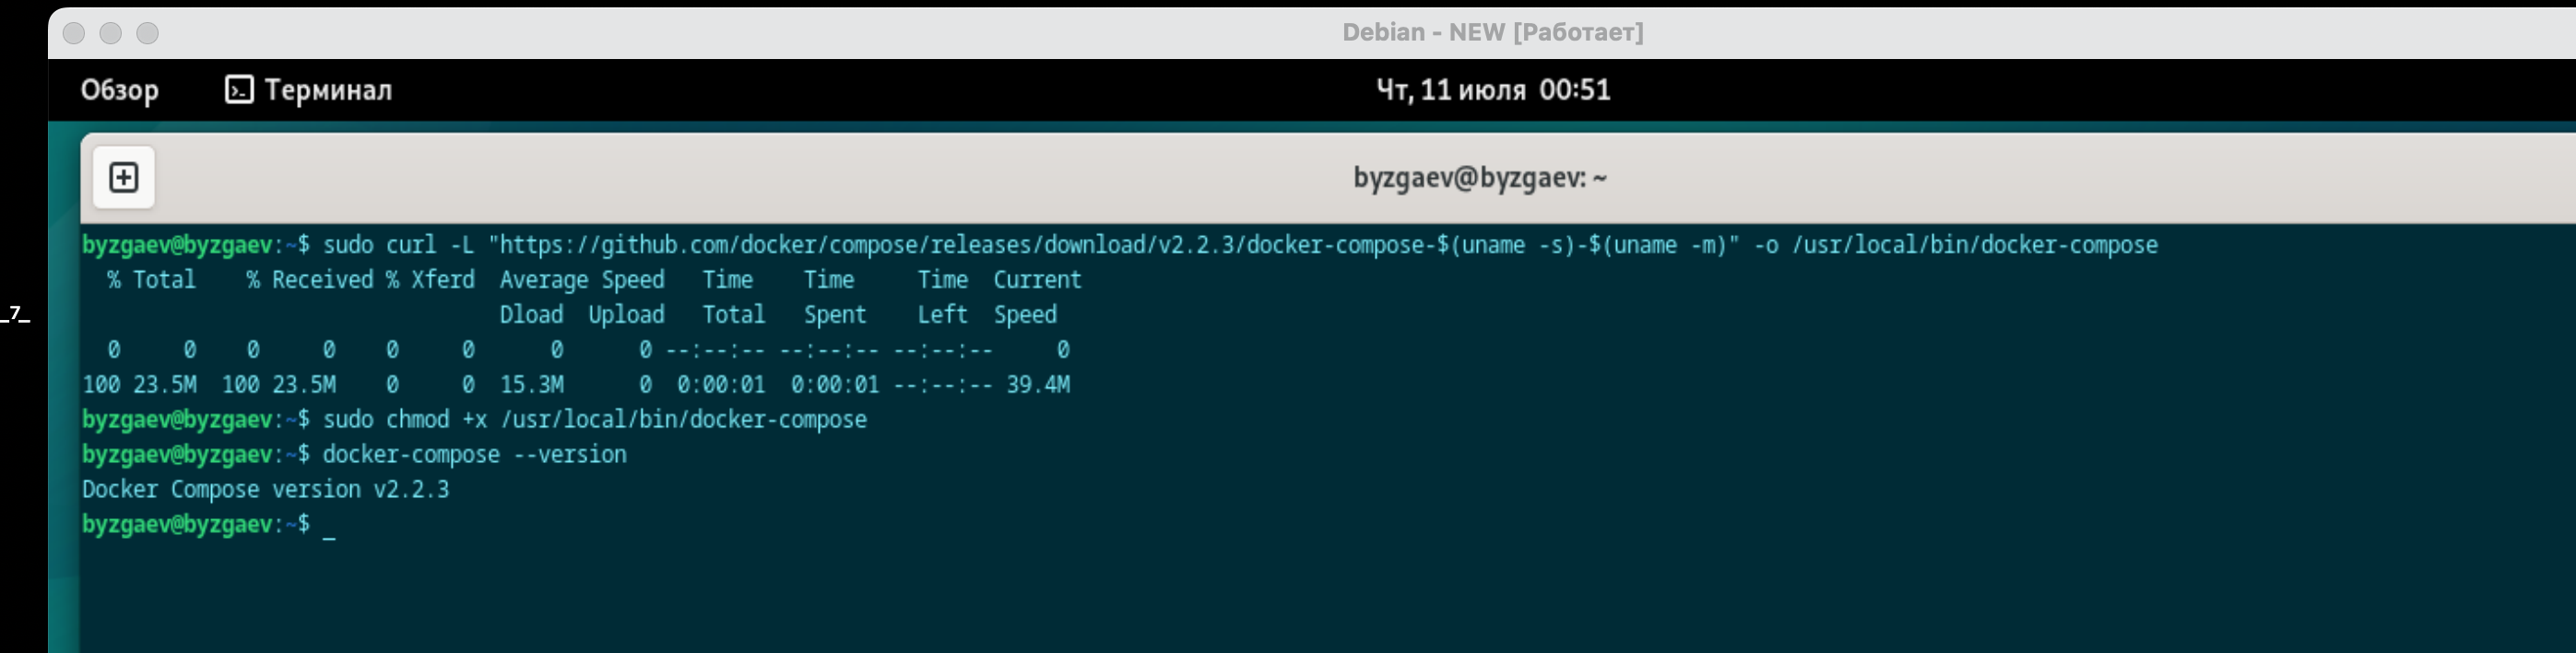 Debian - NEW [Работает]
Обзор Терминал Чт, 11 июля 00:51
byzgaev@byzgaev: ~
byzgaev@byzgaev:~$ sudo curl -L "https://github.com/docker/compose/releases/download/v2.2.3/docker-compose-$(uname -s)-$(uname -m)" -o /usr/local/bin/docker-compose
% Total % Received % Xferd Average Speed Time Time Time Current
Dload Upload Total Spent Left Speed
0 0 0 0 0 0 0 0 --:--:-- --:--:-- --:--:-- 0
100 23.5M 100 23.5M 0 0 15.3M 0 0:00:01 0:00:01 --:--:-- 39.4M
byzgaev@byzgaev:~$ sudo chmod +x /usr/local/bin/docker-compose
byzgaev@byzgaev:~$ docker-compose --version
Docker Compose version v2.2.3
byzgaev@byzgaev:~$ _
_7_